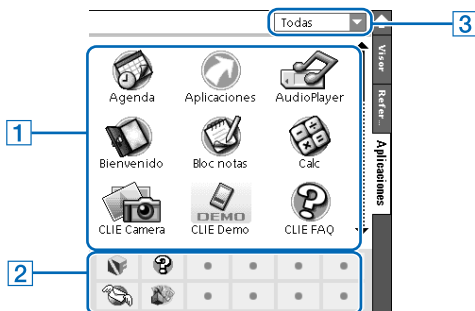 Todas
3
Visor
Refer...
Aplicaciones
1
Agenda Aplicaciones AudioPlayer
Bienvenido Bloc notas Calc
CLIE Camera CLIE Demo CLIE FAQ
DEMO
2